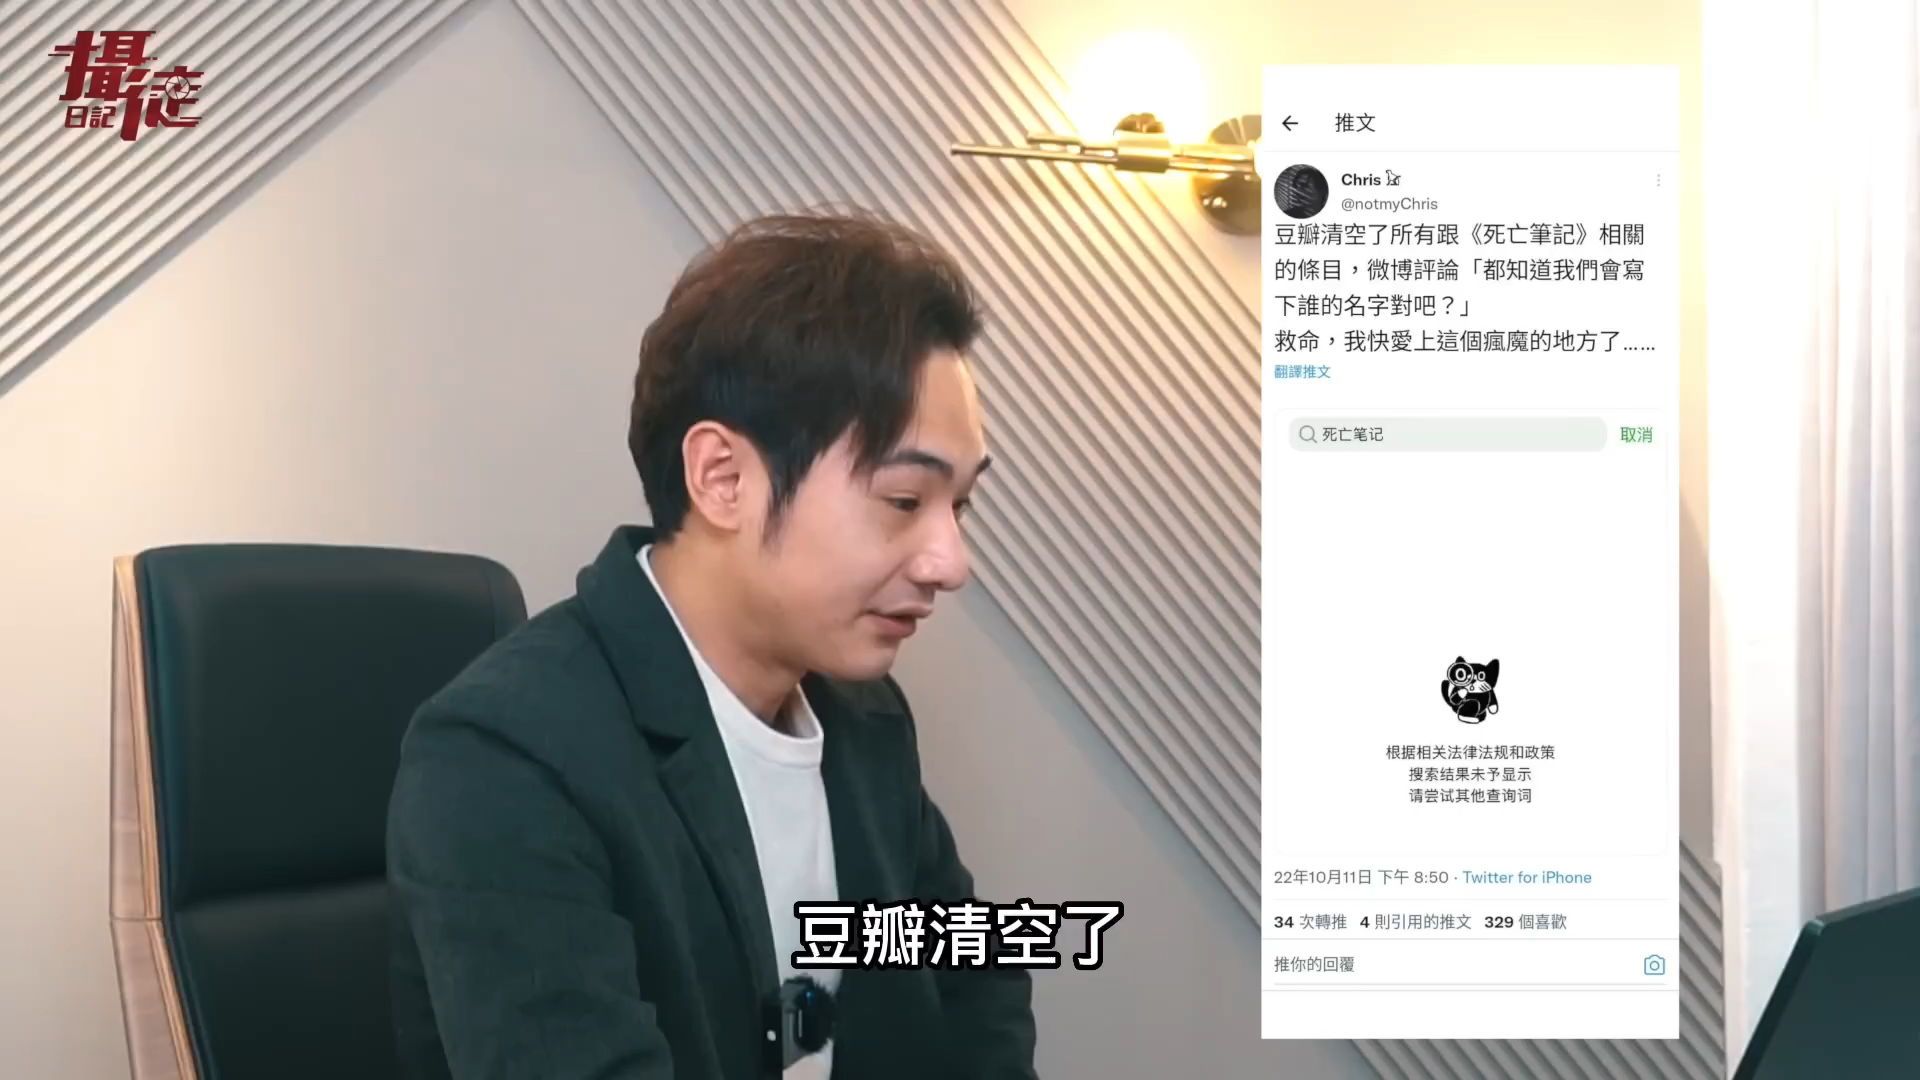 攝徒
日記
推文
Chris
@notmyChris
豆瓣清空了所有跟《死亡筆記》相關
的條目，微博評論「都知道我們會寫
下誰的名字對吧？」
救命，我快愛上這個瘋魔的地方了……
翻譯推文
死亡笔记
取消
根据相关法律法规和政策
搜索结果未予显示
请尝试其他查询词
22年10月11日 下午 8:50 · Twitter for iPhone
34 次轉推 4 則引用的推文 329 個喜歡
推你的回覆
豆瓣清空了